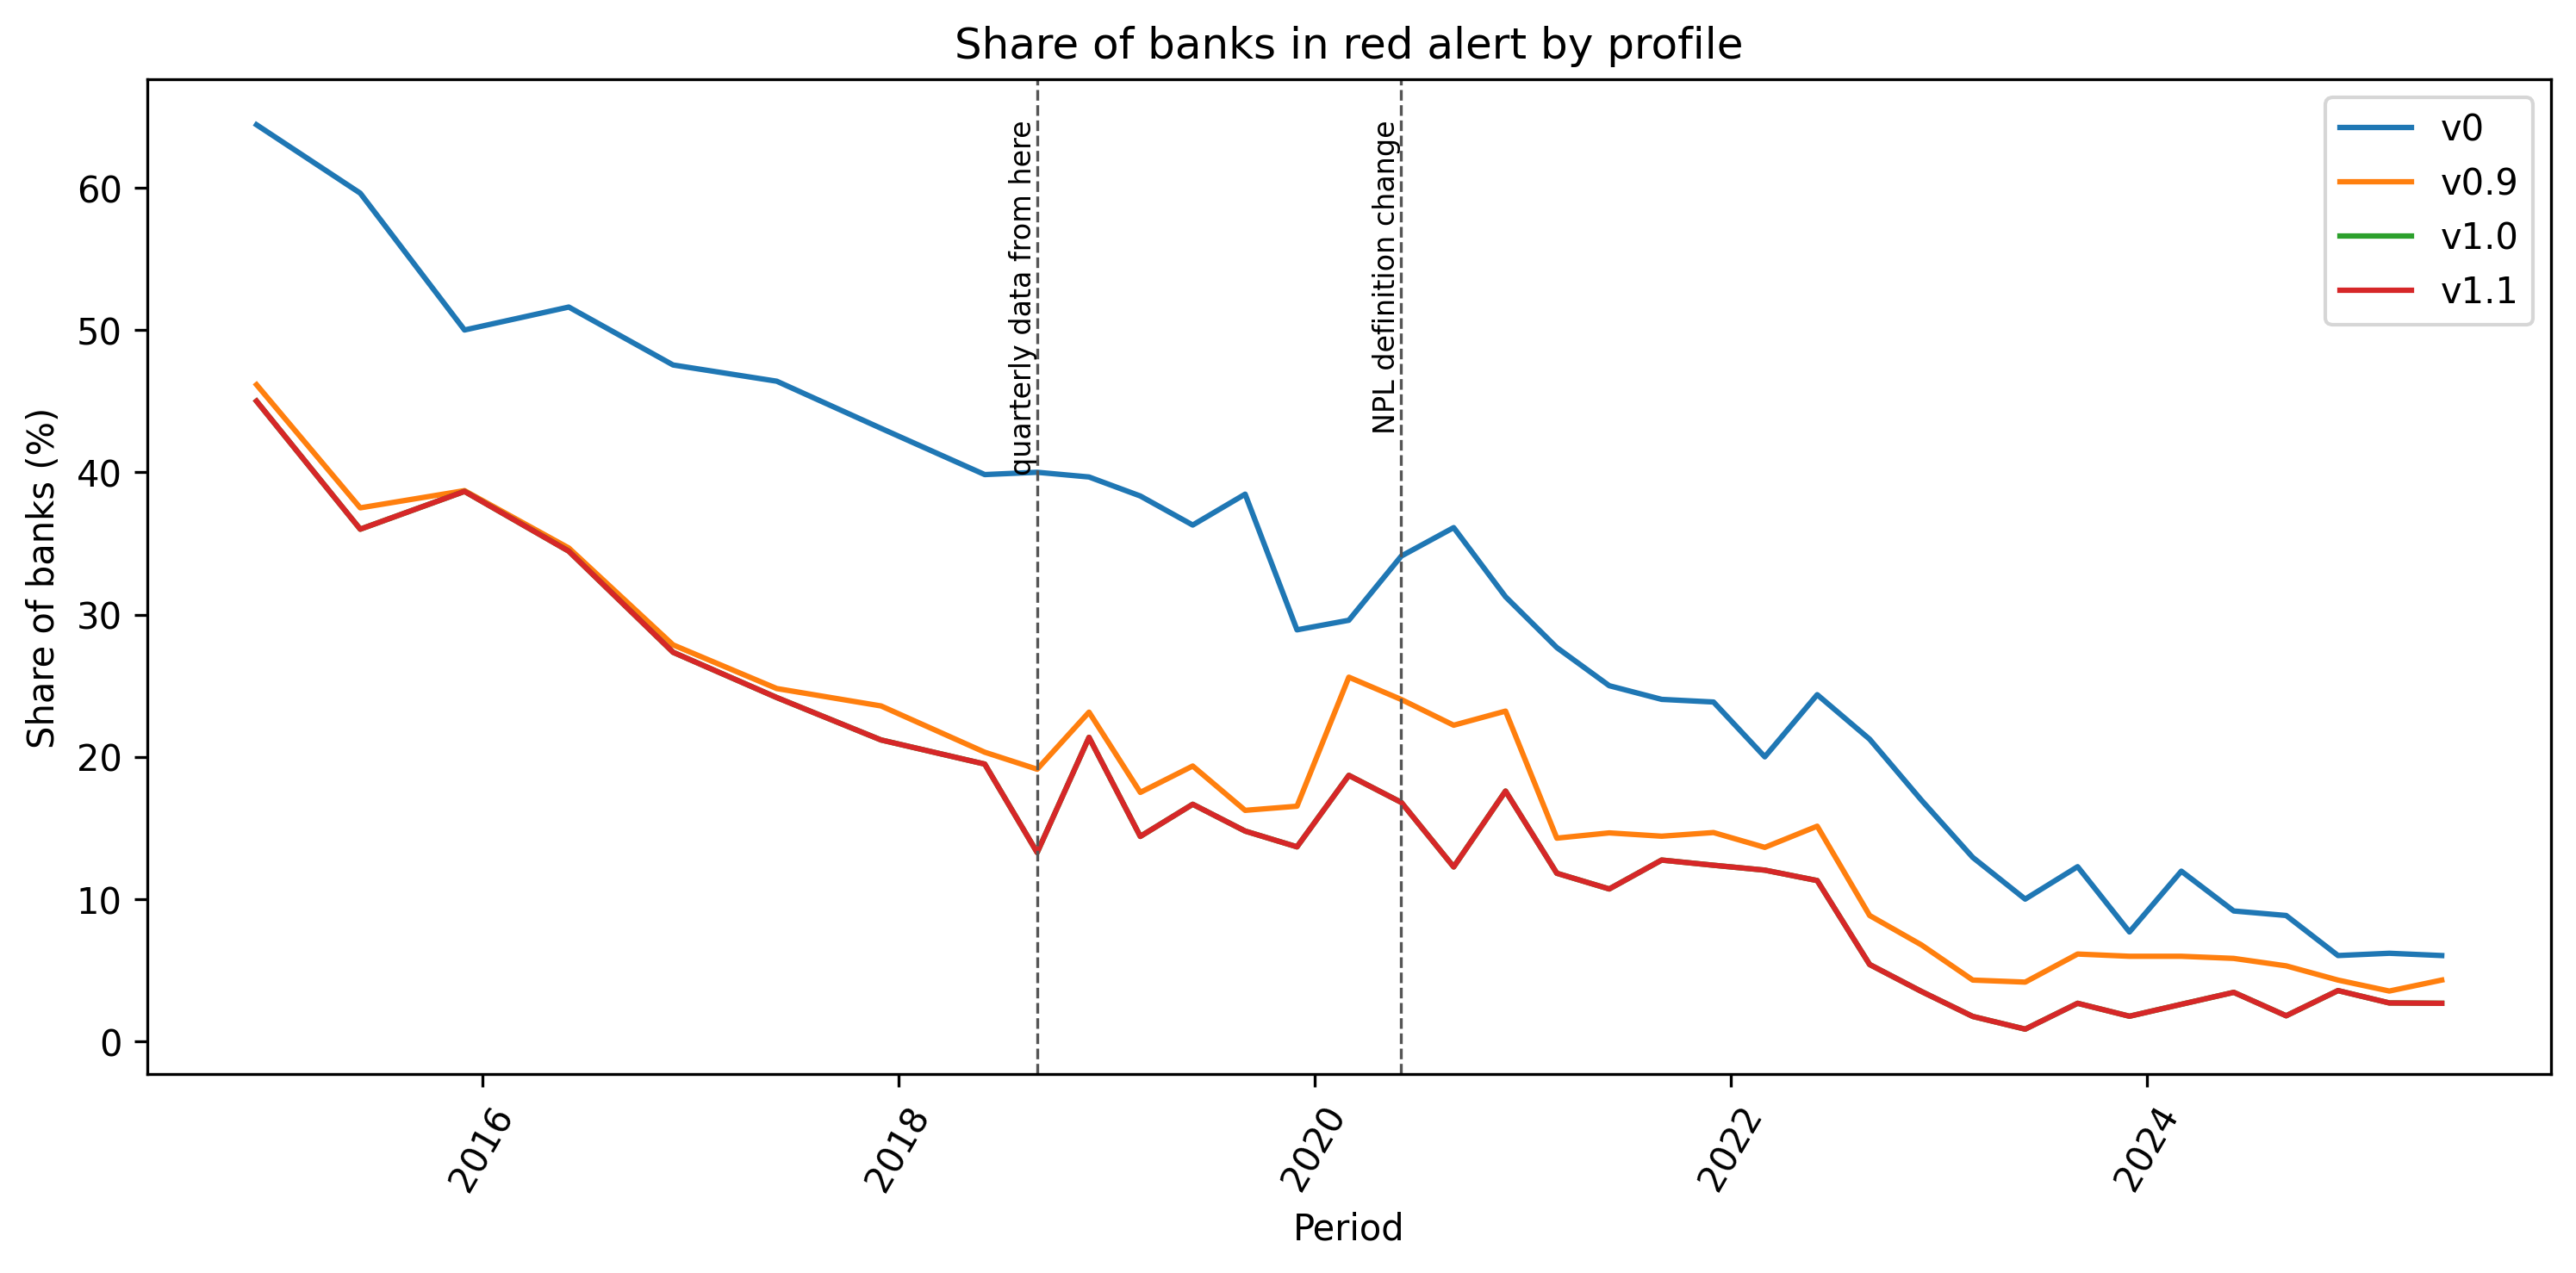 Share of banks in red alert by profile
Share of banks (%)
60
50
40
30
20
10
0
quarterly data from here
NPL definition change
v0
v0.9
v1.0
v1.1
2016
2018
2020
2022
2024
Period